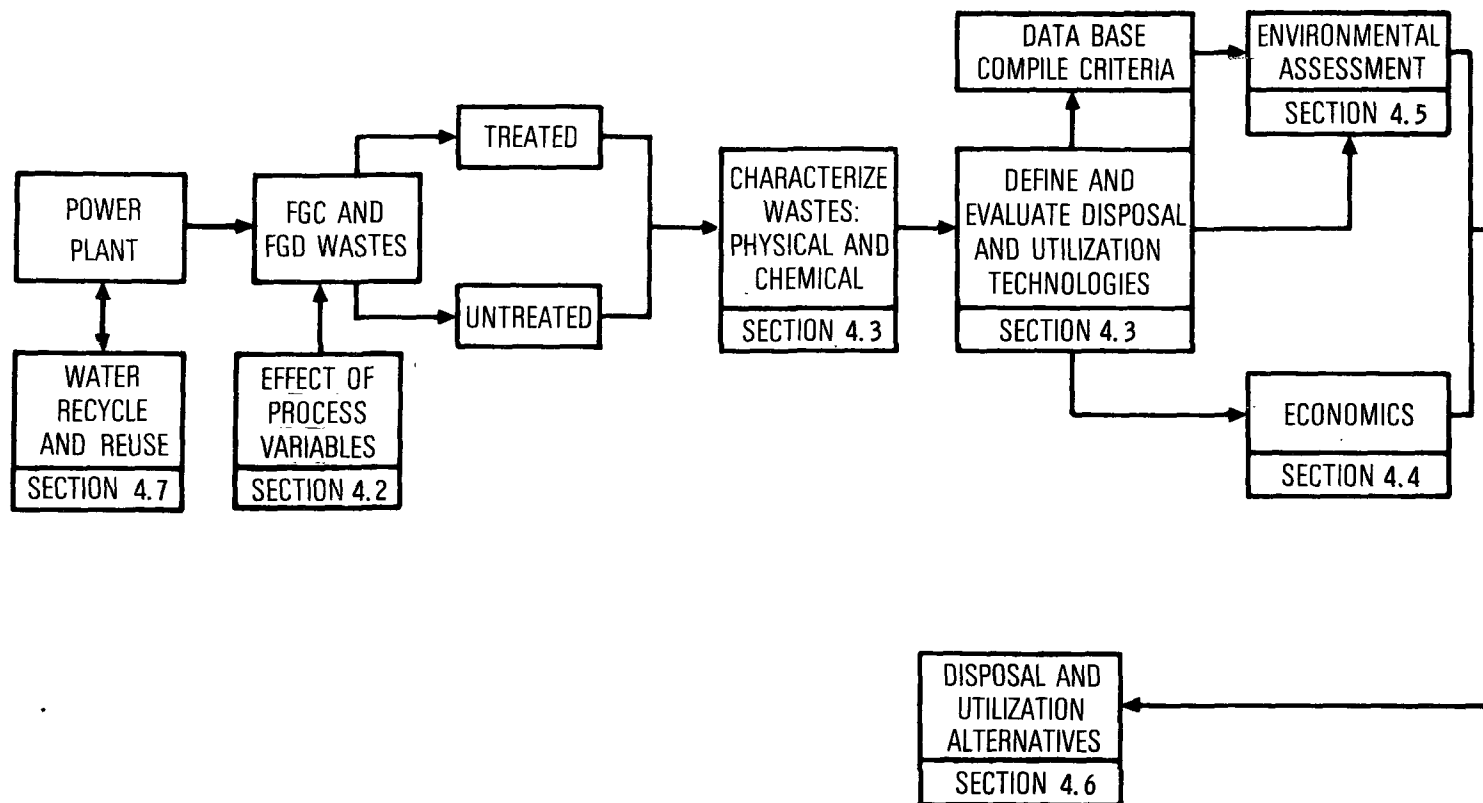 POWER
PLANT
WATER
RECYCLE
AND REUSE
SECTION 4.7
FGC AND
FGD WASTES
EFFECT OF
PROCESS
VARIABLES
SECTION 4.2
TREATED
UNTREATED
CHARACTERIZE
WASTES:
PHYSICAL AND
CHEMICAL
SECTION 4.3
DATA BASE
COMPILE CRITERIA
DEFINE AND
EVALUATE DISPOSAL
AND UTILIZATION
TECHNOLOGIES
SECTION 4.3
ENVIRONMENTAL
ASSESSMENT
SECTION 4.5
ECONOMICS
SECTION 4.4
DISPOSAL AND
UTILIZATION
ALTERNATIVES
SECTION 4.6